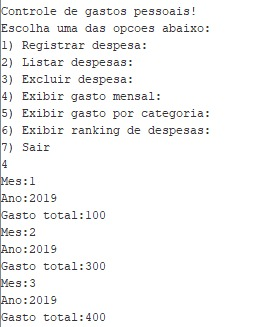 Controle de gastos pessoais!
Escolha uma das opcoes abaixo:
1) Registrar despesa:
2) Listar despesas:
3) Excluir despesa:
4) Exibir gasto mensal:
5) Exibir gasto por categoria:
6) Exibir ranking de despesas:
7) Sair
4
Mes:1
Ano:2019
Gasto total:100
Mes:2
Ano:2019
Gasto total:300
Mes:3
Ano:2019
Gasto total:400